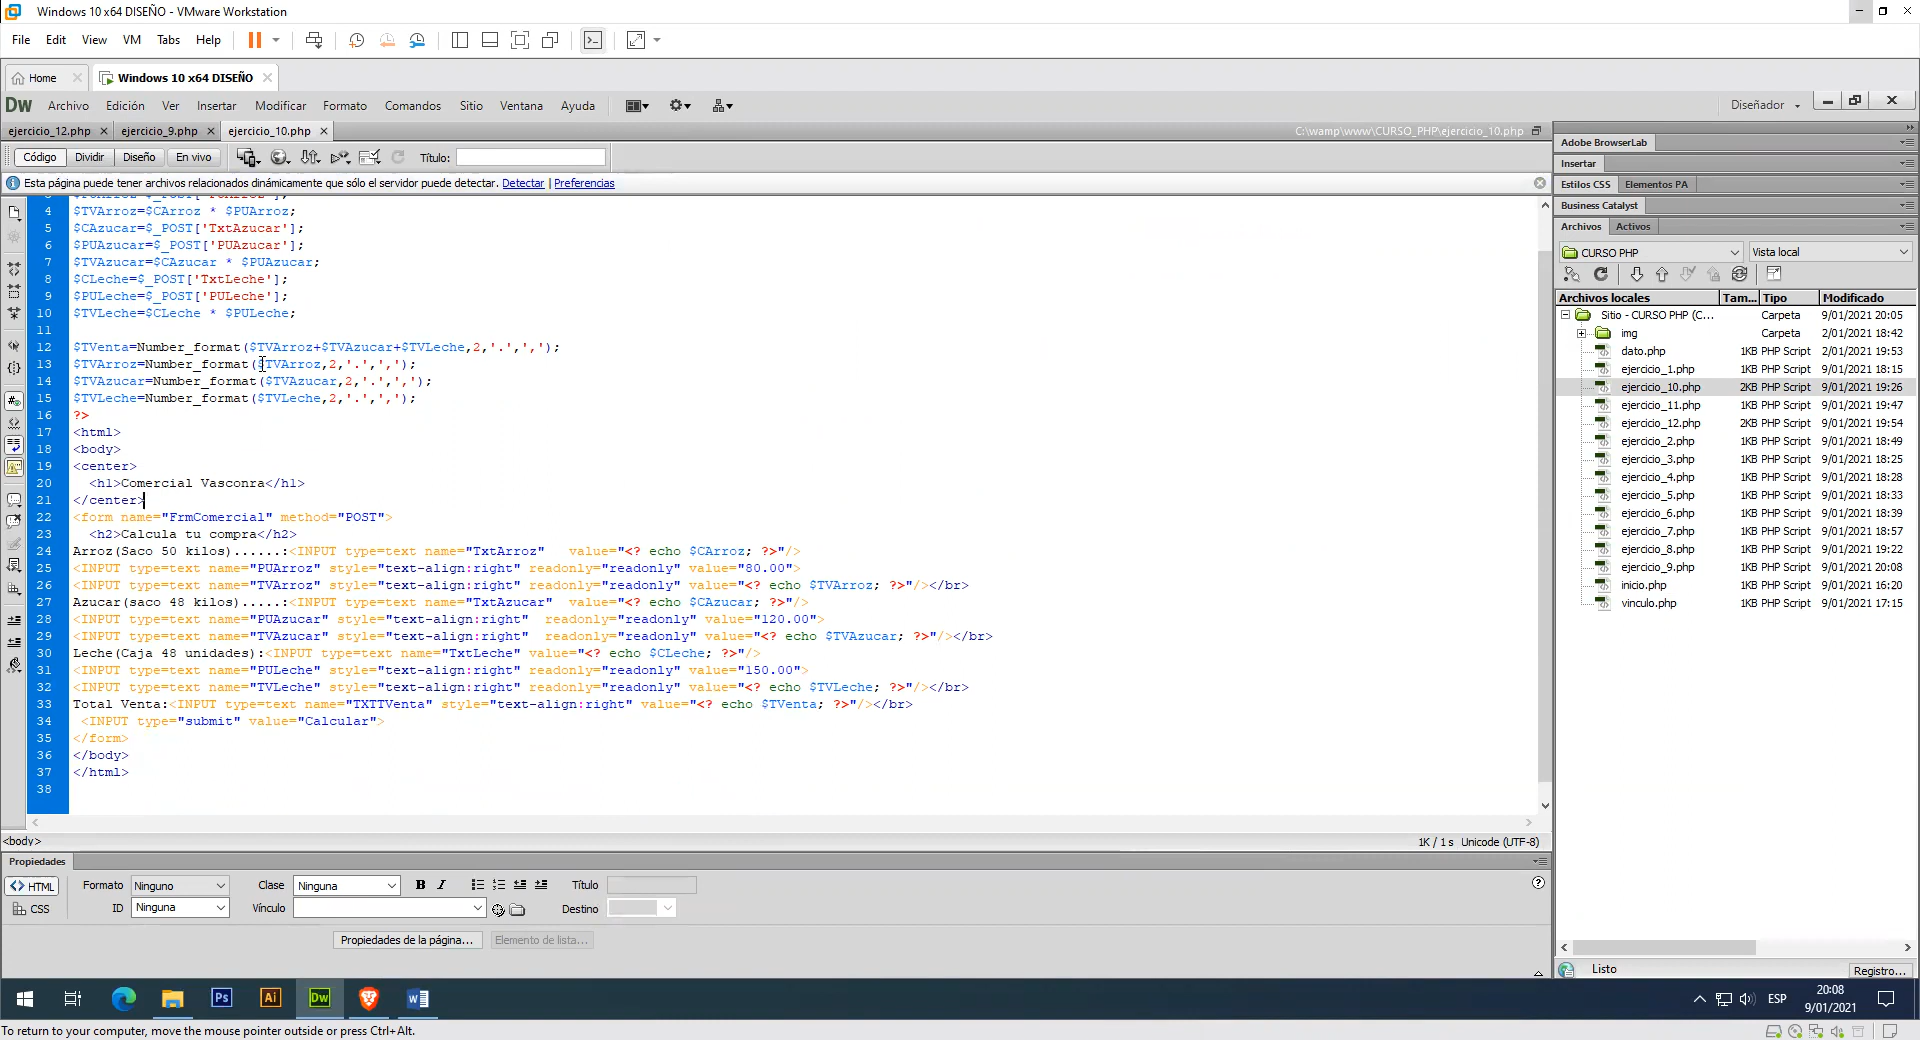 Windows 10 x64 DISEÑO - VMware Workstation
File Edit View VM Tabs Help
Home Windows 10 x64 DISEÑO
Dw Archivo Edición Ver Insertar Modificar Formato Comandos Sitio Ventana Ayuda Diseñador
ejercicio_12.php ejercicio_9.php ejercicio_10.php C:\wamp\www\CURSO_PHP\ejercicio_10.php
Código Dividir Diseño En vivo Título:
Esta página puede tener archivos relacionados dinámicamente que sólo el servidor puede detectar. Detectar | Preferencias
4 $TVArroz=$CArroz * $PUArroz;
5 $CAzucar=$_POST['TxtAzucar'];
6 $PUAzucar=$_POST['PUAzucar'];
7 $TVAzucar=$CAzucar * $PUAzucar;
8 $CLeche=$_POST['TxtLeche'];
9 $PULeche=$_POST['PULeche'];
10 $TVLeche=$CLeche * $PULeche;
11
12 $TVenta=Number_format($TVArroz+$TVAzucar+$TVLeche,2,'.',',');
13 $TVArroz=Number_format($TVArroz,2,'.',',');
14 $TVAzucar=Number_format($TVAzucar,2,'.',',');
15 $TVLeche=Number_format($TVLeche,2,'.',',');
16 ?>
17 <html>
18 <body>
19 <center>
20 <h1>Comercial Vasconra</h1>
21 </center>
22 <form name="FrmComercial" method="POST">
23 <h2>Calcula tu compra</h2>
24 Arroz(Saco 50 kilos)......:<INPUT type=text name="TxtArroz" value="<? echo $CArroz; ?>"/>
25 <INPUT type=text name="PUArroz" style="text-align:right" readonly="readonly" value="80.00">
26 <INPUT type=text name="TVArroz" style="text-align:right" readonly="readonly" value="<? echo $TVArroz; ?>"/></br>
27 Azucar(saco 48 kilos).....:<INPUT type=text name="TxtAzucar" value="<? echo $CAzucar; ?>"/>
28 <INPUT type=text name="PUAzucar" style="text-align:right" readonly="readonly" value="120.00">
29 <INPUT type=text name="TVAzucar" style="text-align:right" readonly="readonly" value="<? echo $TVAzucar; ?>"/></br>
30 Leche(Caja 48 unidades):<INPUT type=text name="TxtLeche" value="<? echo $CLeche; ?>"/>
31 <INPUT type=text name="PULeche" style="text-align:right" readonly="readonly" value="150.00">
32 <INPUT type=text name="TVLeche" style="text-align:right" readonly="readonly" value="<? echo $TVLeche; ?>"/></br>
33 Total Venta:<INPUT type=text name="TXTTVenta" style="text-align:right" value="<? echo $TVenta; ?>"/></br>
34 <INPUT type="submit" value="Calcular">
35 </form>
36 </body>
37 </html>
38
<body> 1K / 1 s Unicode (UTF-8)
Propiedades
HTML Formato Ninguno Clase Ninguna B I Título
CSS ID Ninguna Vínculo Destino
Propiedades de la página... Elemento de lista...
Adobe BrowserLab
Insertar
Estilos CSS Elementos PA
Business Catalyst
Archivos Activos
CURSO PHP Vista local
Archivos locales Tam... Tipo Modificado
Sitio - CURSO PHP (C... Carpeta 9/01/2021 20:05
img Carpeta 2/01/2021 18:42
dato.php 1KB PHP Script 2/01/2021 19:53
ejercicio_1.php 1KB PHP Script 9/01/2021 18:15
ejercicio_10.php 2KB PHP Script 9/01/2021 19:26
ejercicio_11.php 1KB PHP Script 9/01/2021 19:47
ejercicio_12.php 2KB PHP Script 9/01/2021 19:54
ejercicio_2.php 1KB PHP Script 9/01/2021 18:49
ejercicio_3.php 1KB PHP Script 9/01/2021 18:25
ejercicio_4.php 1KB PHP Script 9/01/2021 18:28
ejercicio_5.php 1KB PHP Script 9/01/2021 18:33
ejercicio_6.php 1KB PHP Script 9/01/2021 18:39
ejercicio_7.php 1KB PHP Script 9/01/2021 18:57
ejercicio_8.php 1KB PHP Script 9/01/2021 19:22
ejercicio_9.php 1KB PHP Script 9/01/2021 20:08
inicio.php 1KB PHP Script 9/01/2021 16:20
vinculo.php 1KB PHP Script 9/01/2021 17:15
Listo Registro...
Ps Ai Dw ESP 20:08
9/01/2021
To return to your computer, move the mouse pointer outside or press Ctrl+Alt.